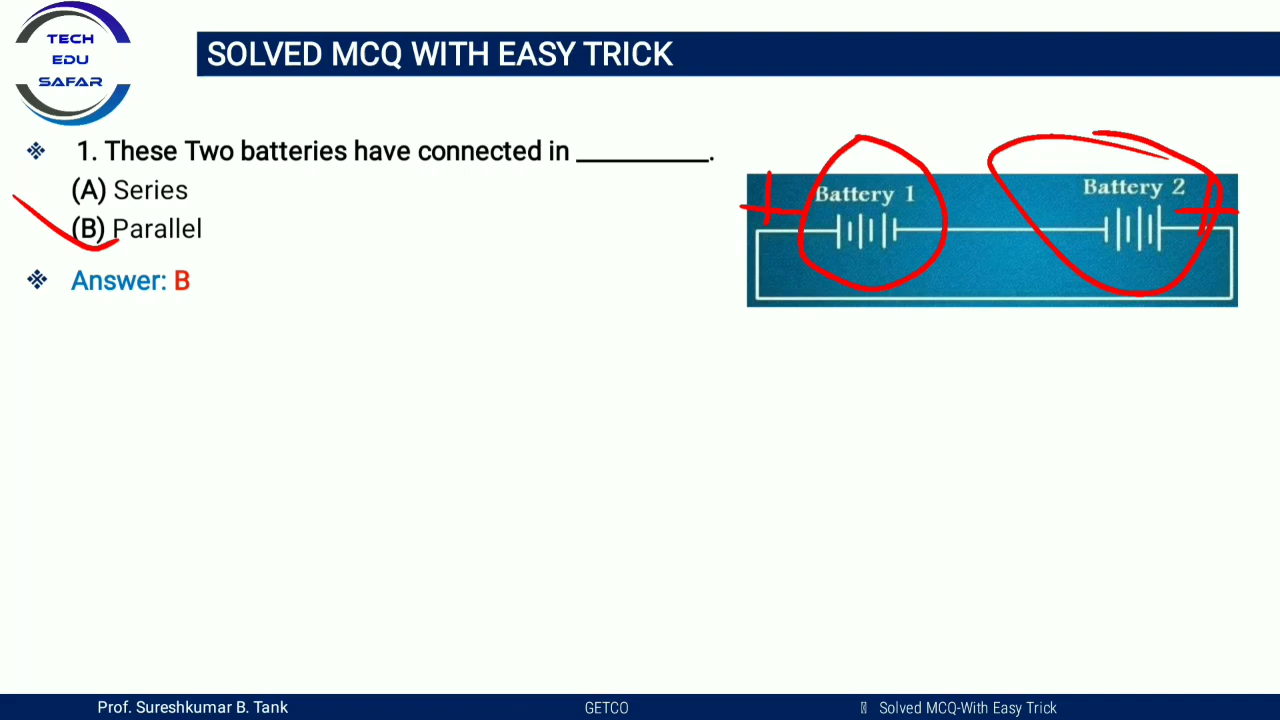 TECH
EDU
SAFAR
SOLVED MCQ WITH EASY TRICK
1. These Two batteries have connected in __________.
(A) Series
(B) Parallel
Answer: B
Battery 1
Battery 2
+
+
Prof. Sureshkumar B. Tank
GETCO
Solved MCQ-With Easy Trick